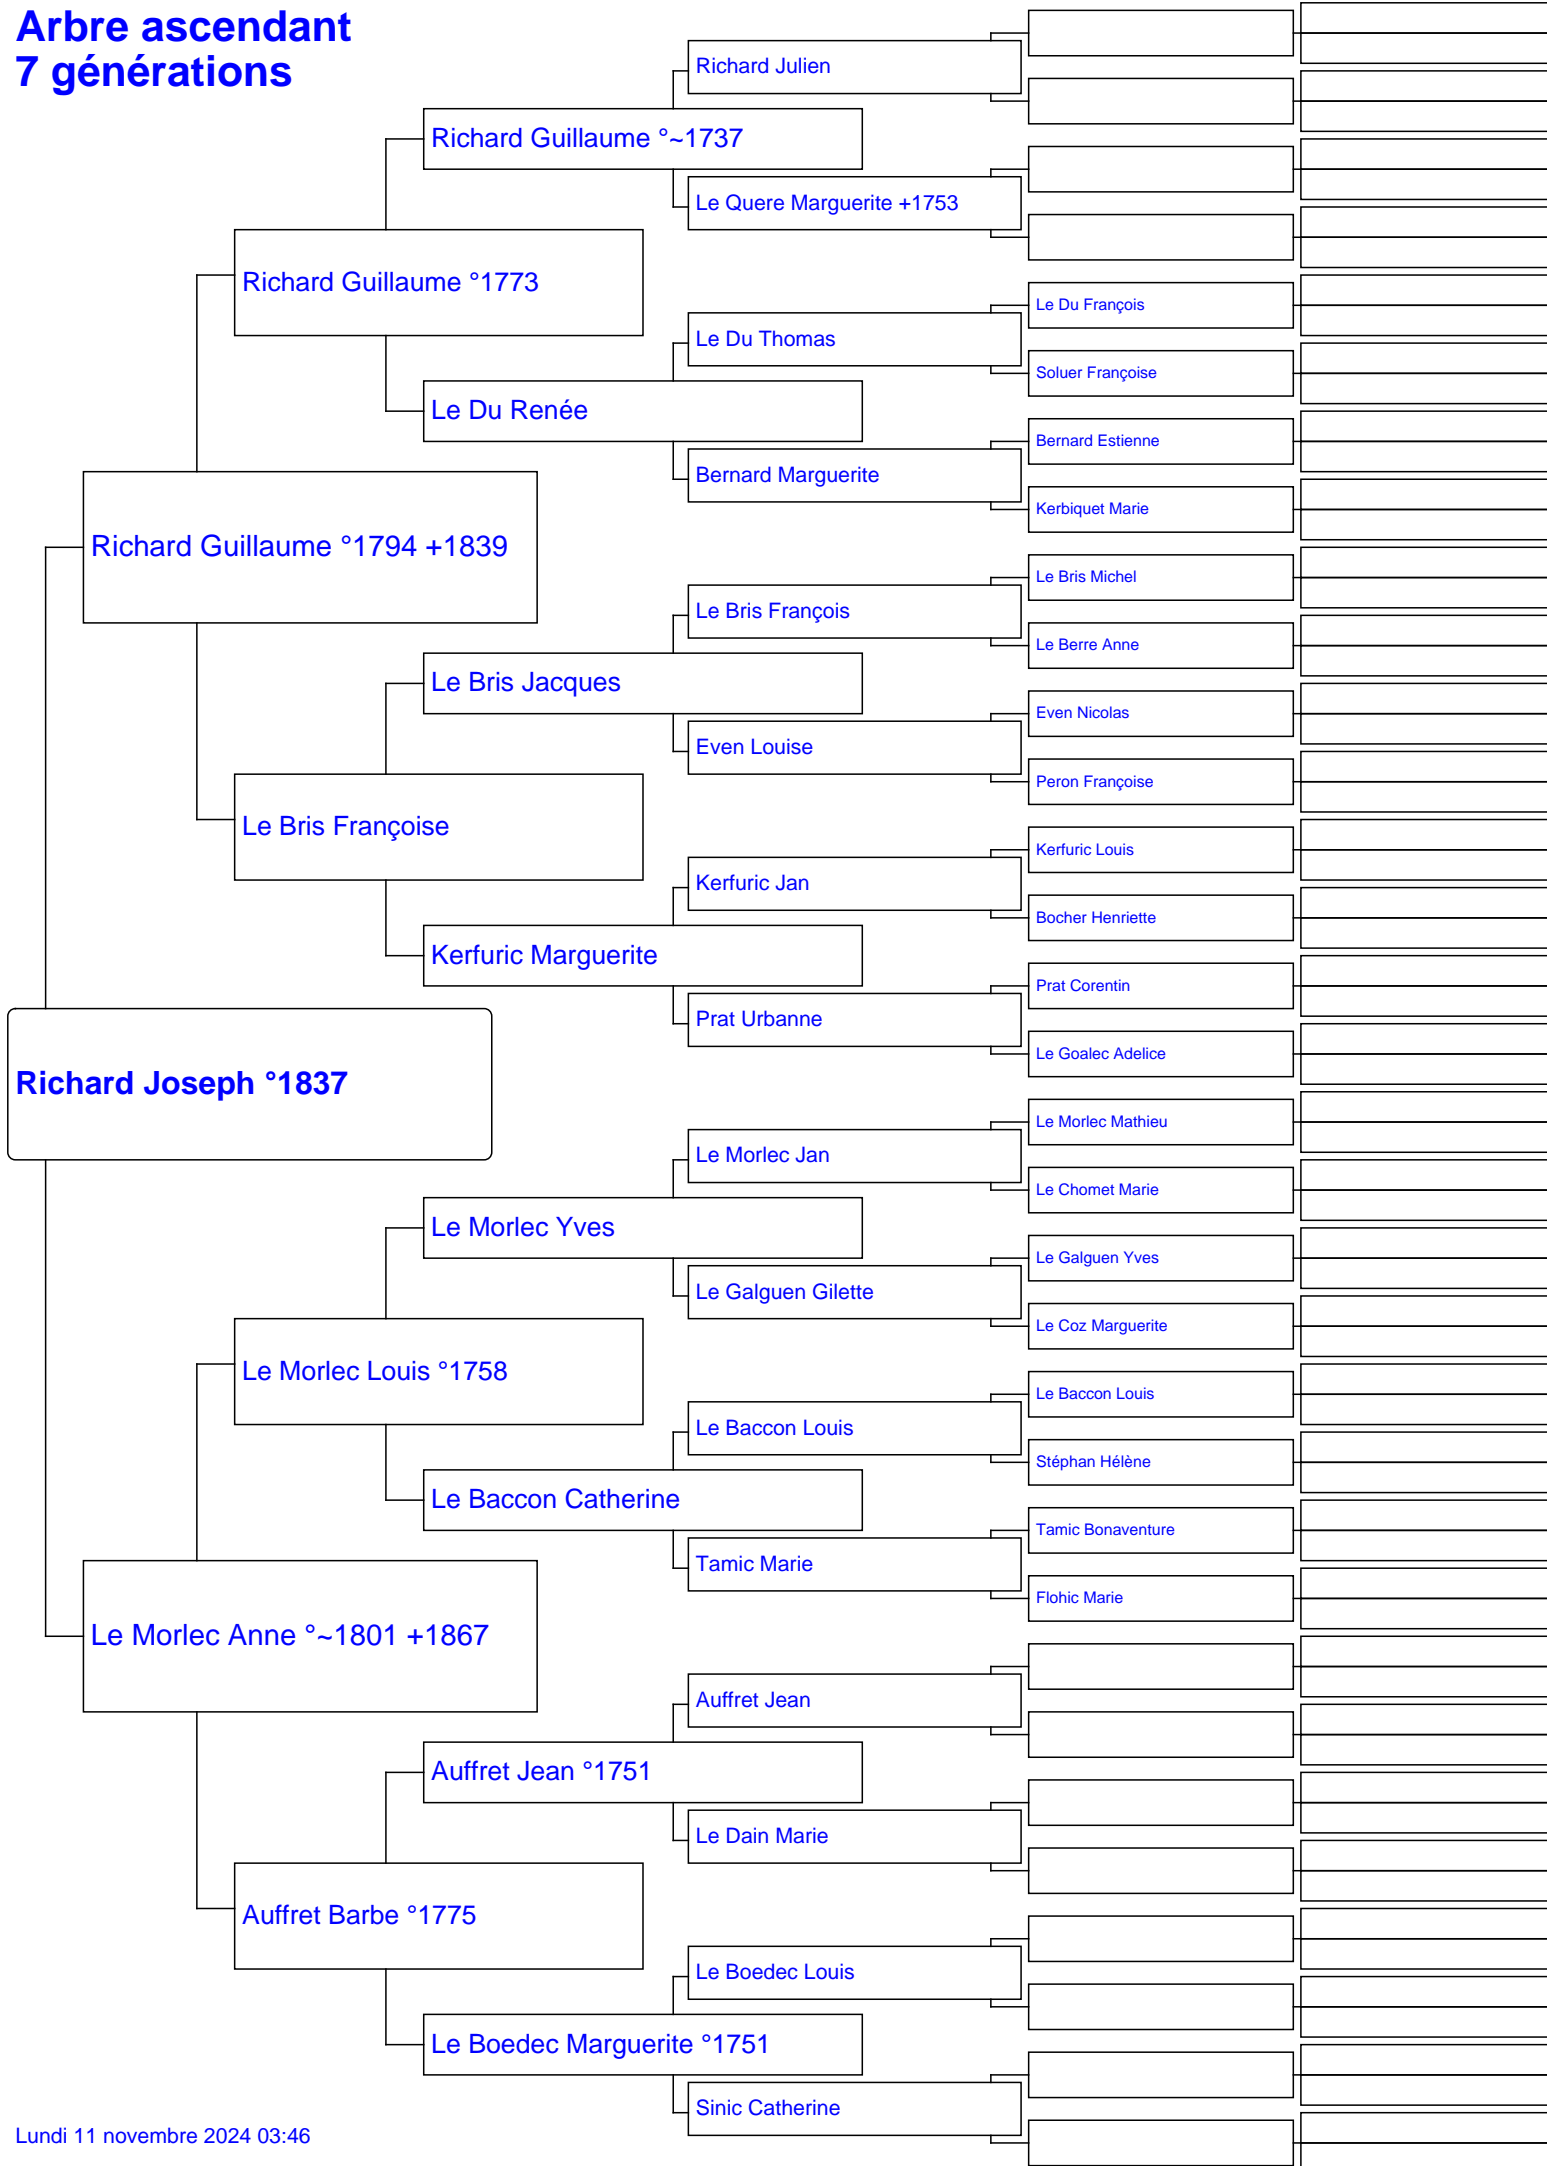 Arbre ascendant
7 générations
Richard Julien
Richard Guillaume °~1737
Le Quere Marguerite +1753
Richard Guillaume °1773
Le Du François
Le Du Thomas
Soluer Françoise
Le Du Renée
Bernard Estienne
Bernard Marguerite
Kerbiquet Marie
Richard Guillaume °1794 +1839
Le Bris Michel
Le Bris François
Le Berre Anne
Le Bris Jacques
Even Nicolas
Even Louise
Peron Françoise
Le Bris Françoise
Kerfuric Louis
Kerfuric Jan
Bocher Henriette
Kerfuric Marguerite
Prat Corentin
Prat Urbanne
Le Goalec Adelice
Richard Joseph °1837
Le Morlec Mathieu
Le Morlec Jan
Le Chomet Marie
Le Morlec Yves
Le Galguen Yves
Le Galguen Gilette
Le Coz Marguerite
Le Morlec Louis °1758
Le Baccon Louis
Le Baccon Louis
Stéphan Hélène
Le Baccon Catherine
Tamic Bonaventure
Tamic Marie
Flohic Marie
Le Morlec Anne °~1801 +1867
Auffret Jean
Auffret Jean °1751
Le Dain Marie
Auffret Barbe °1775
Le Boedec Louis
Le Boedec Marguerite °1751
Sinic Catherine
Lundi 11 novembre 2024 03:46